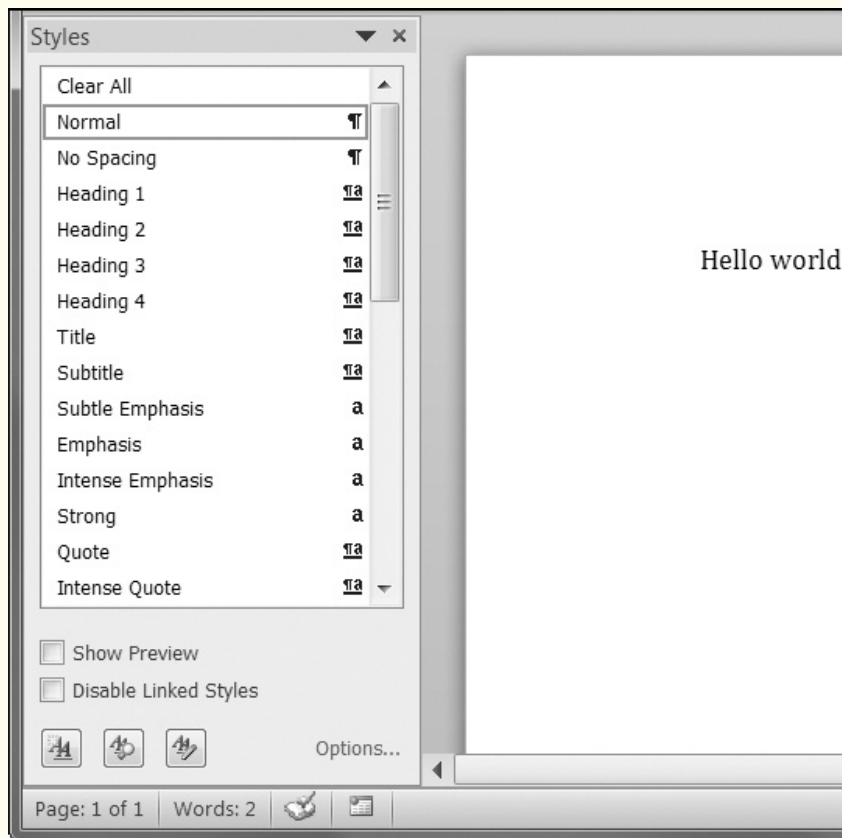 Styles
Clear All
Normal ¶
No Spacing ¶
Heading 1 ¶a
Heading 2 ¶a
Heading 3 ¶a
Heading 4 ¶a
Title ¶a
Subtitle ¶a
Subtle Emphasis a
Emphasis a
Intense Emphasis a
Strong a
Quote ¶a
Intense Quote ¶a
Show Preview
Disable Linked Styles
Options...
Hello world
Page: 1 of 1 Words: 2